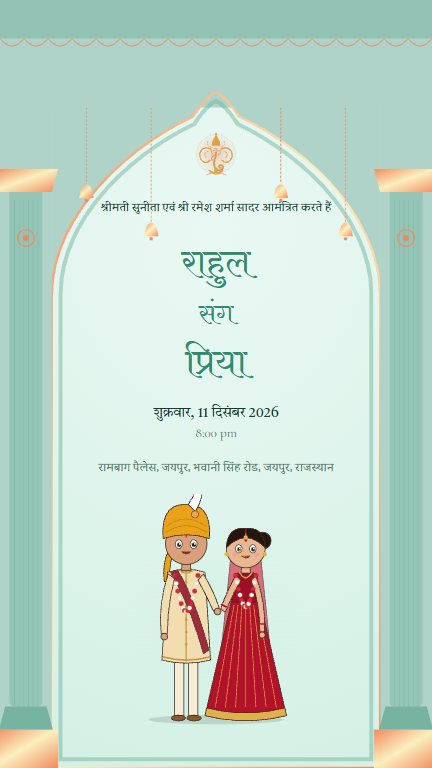 श्रीमती सुनीता एवं श्री रमेश शर्मा सादर आमंत्रित करते हैं
राहुल
संग
प्रिया
शुक्रवार, 11 दिसंबर 2026
8:00 pm
रामबाग पैलेस, जयपुर, भवानी सिंह रोड, जयपुर, राजस्थान